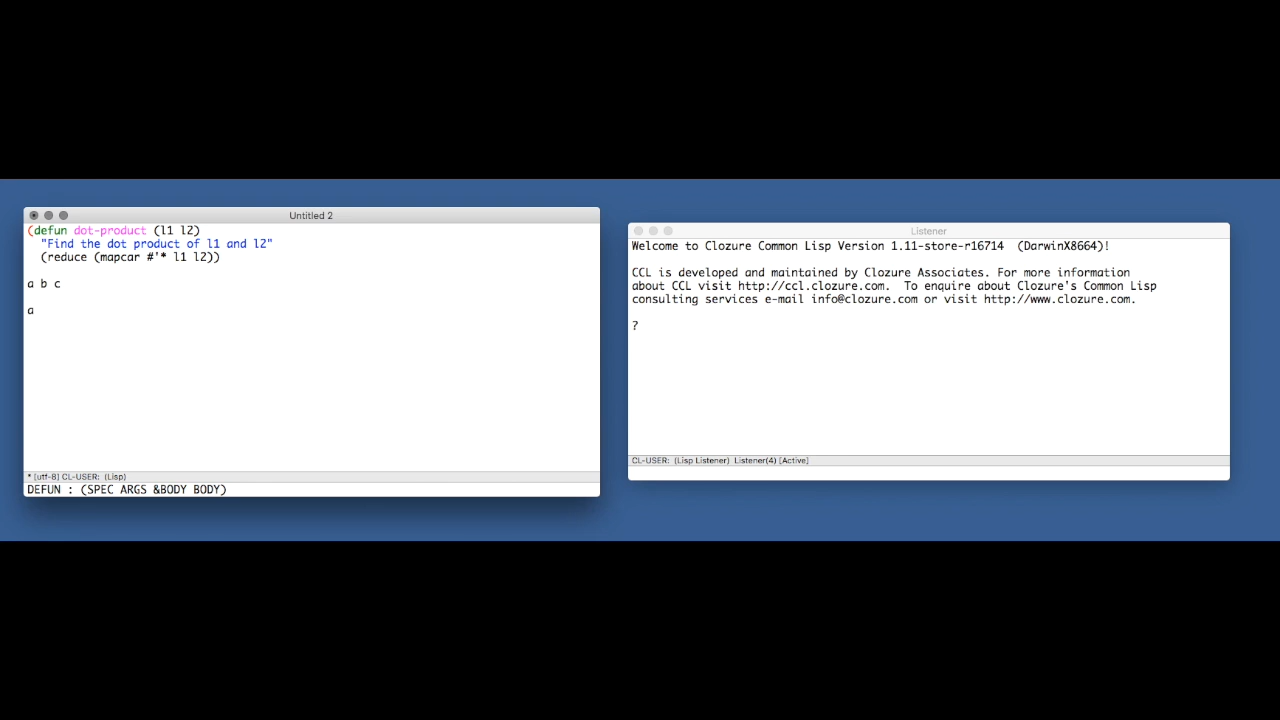 Untitled 2
(defun dot-product (l1 l2)
"Find the dot product of l1 and l2"
(reduce (mapcar #'* l1 l2))
a b c
a
* [utf-8] CL-USER: (Lisp)
DEFUN : (SPEC ARGS &BODY BODY)
Listener
Welcome to Clozure Common Lisp Version 1.11-store-r16714 (DarwinX8664)!
CCL is developed and maintained by Clozure Associates. For more information
about CCL visit http://ccl.clozure.com. To enquire about Clozure's Common Lisp
consulting services e-mail info@clozure.com or visit http://www.clozure.com.
?
CL-USER: (Lisp Listener) Listener(4) [Active]